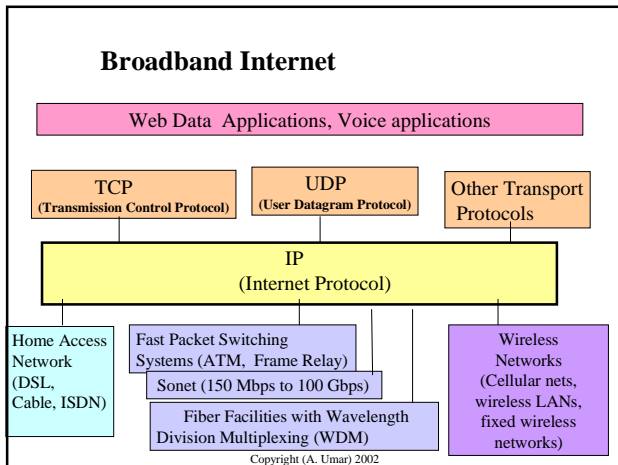 Broadband Internet
Web Data Applications, Voice applications
TCP
(Transmission Control Protocol)
UDP
(User Datagram Protocol)
Other Transport
Protocols
IP
(Internet Protocol)
Home Access
Network
(DSL,
Cable, ISDN)
Fast Packet Switching
Systems (ATM, Frame Relay)
Sonet (150 Mbps to 100 Gbps)
Fiber Facilities with Wavelength
Division Multiplexing (WDM)
Wireless
Networks
(Cellular nets,
wireless LANs,
fixed wireless
networks)
Copyright (A. Umar) 2002